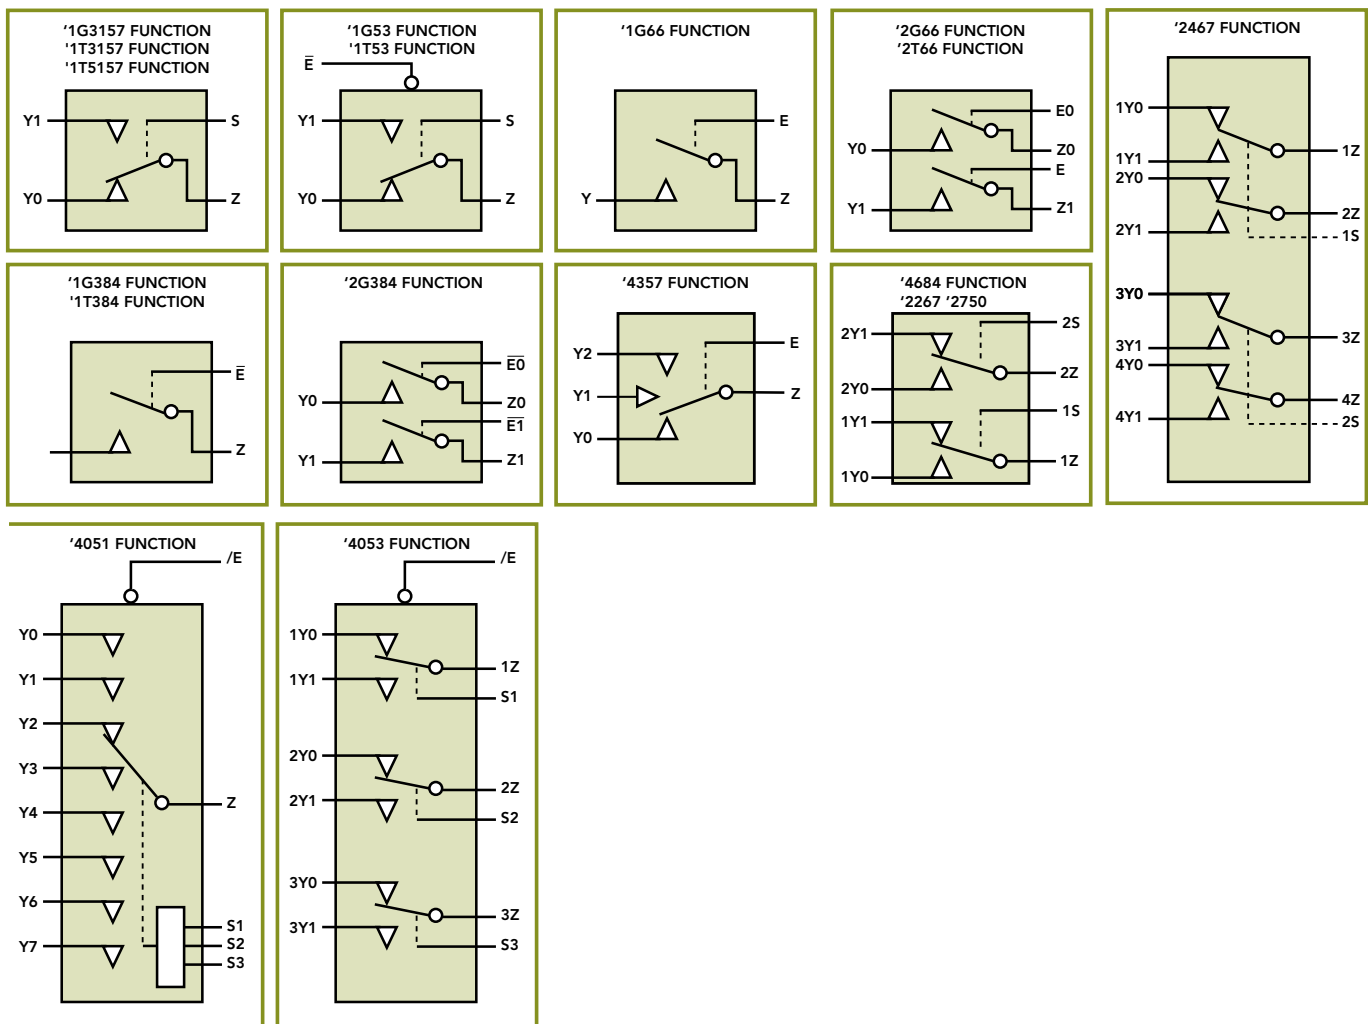 ‘1G3157 FUNCTION
'1T3157 FUNCTION
'1T5157 FUNCTION
Y1
S
Y0
Z
‘1G53 FUNCTION
'1T53 FUNCTION
E̅
Y1
S
Y0
Z
‘1G66 FUNCTION
E
Y
Z
‘2G66 FUNCTION
‘2T66 FUNCTION
E0
Y0
Z0
E
Y1
Z1
‘2467 FUNCTION
1Y0
1Z
1Y1
2Y0
2Z
2Y1
1S
3Y0
3Z
3Y1
4Y0
4Z
4Y1
2S
‘1G384 FUNCTION
'1T384 FUNCTION
E̅
Z
‘2G384 FUNCTION
E̅0̅
Y0
Z0
E̅1̅
Y1
Z1
‘4357 FUNCTION
Y2
E
Y1
Z
Y0
‘4684 FUNCTION
‘2267 ‘2750
2S
2Y1
2Z
2Y0
1S
1Y1
1Z
1Y0
‘4051 FUNCTION
/E
Y0
Y1
Y2
Y3
Z
Y4
Y5
Y6
S1
Y7
S2
S3
‘4053 FUNCTION
/E
1Y0
1Z
1Y1
S1
2Y0
2Z
2Y1
S2
3Y0
3Z
3Y1
S3